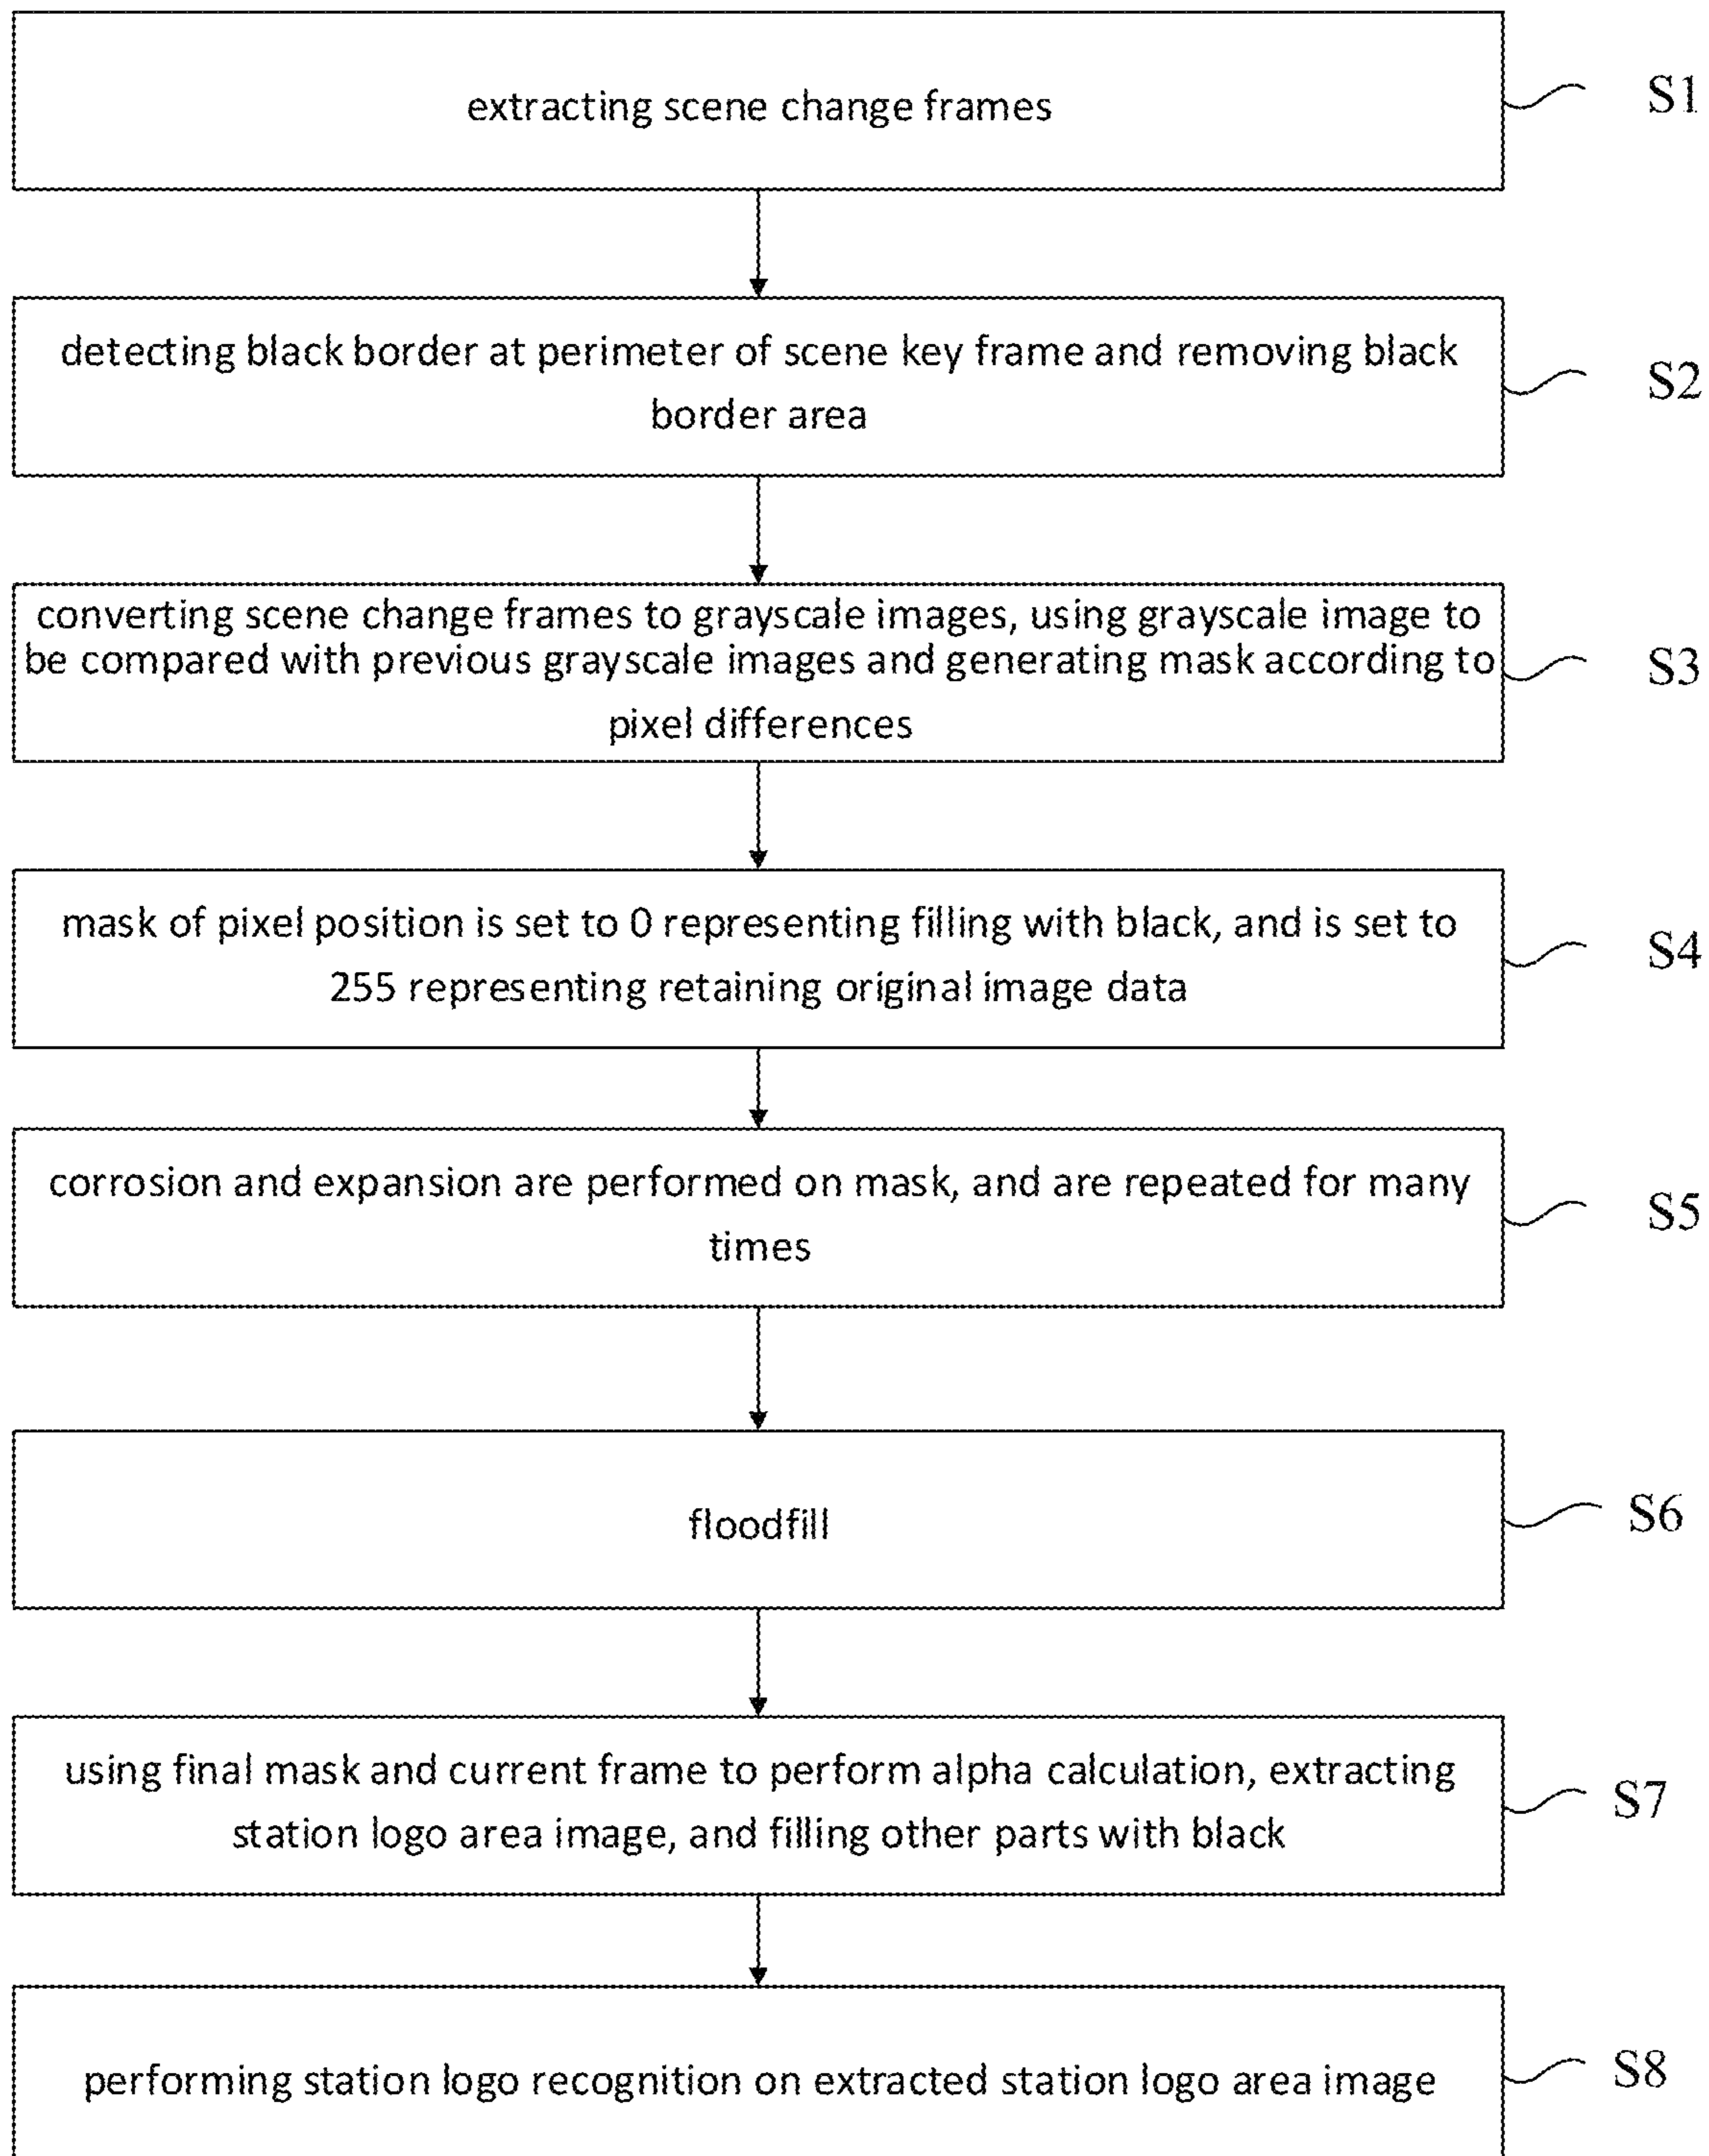 extracting scene change frames
S1
detecting black border at perimeter of scene key frame and removing black
border area
S2
converting scene change frames to grayscale images, using grayscale image to
be compared with previous grayscale images and generating mask according to
pixel differences
S3
mask of pixel position is set to 0 representing filling with black, and is set to
255 representing retaining original image data
S4
corrosion and expansion are performed on mask, and are repeated for many
times
S5
floodfill
S6
using final mask and current frame to perform alpha calculation, extracting
station logo area image, and filling other parts with black
S7
performing station logo recognition on extracted station logo area image
S8